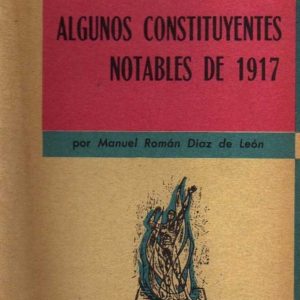 ALGUNOS CONSTITUYENTES
NOTABLES DE 1917
por Manuel Román Díaz de León